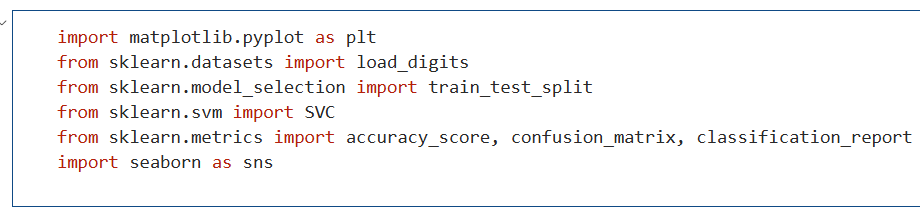 import matplotlib.pyplot as plt
from sklearn.datasets import load_digits
from sklearn.model_selection import train_test_split
from sklearn.svm import SVC
from sklearn.metrics import accuracy_score, confusion_matrix, classification_report
import seaborn as sns